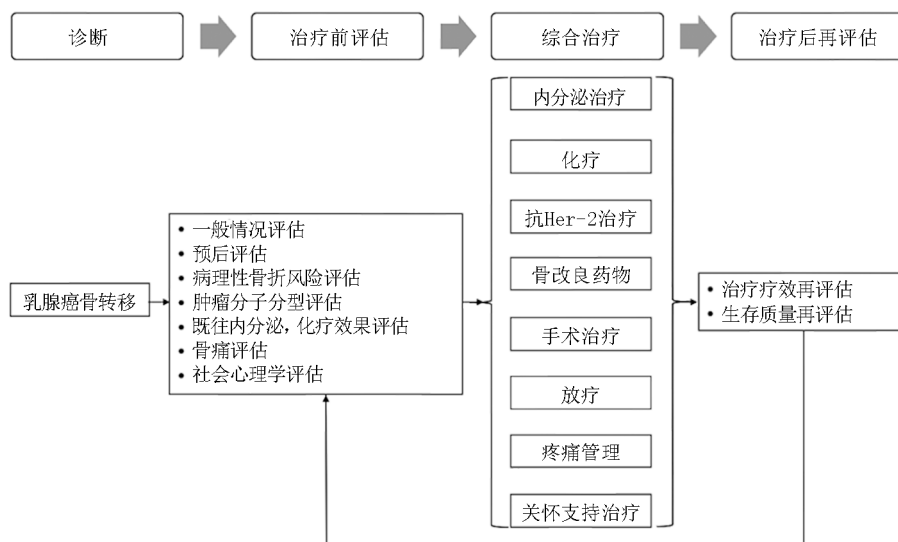 诊断
治疗前评估
综合治疗
治疗后再评估
乳腺癌骨转移
• 一般情况评估
• 预后评估
• 病理性骨折风险评估
• 肿瘤分子分型评估
• 既往内分泌,化疗效果评估
• 骨痛评估
• 社会心理学评估
内分泌治疗
化疗
抗Her-2治疗
骨改良药物
手术治疗
放疗
疼痛管理
关怀支持治疗
• 治疗疗效再评估
• 生存质量再评估